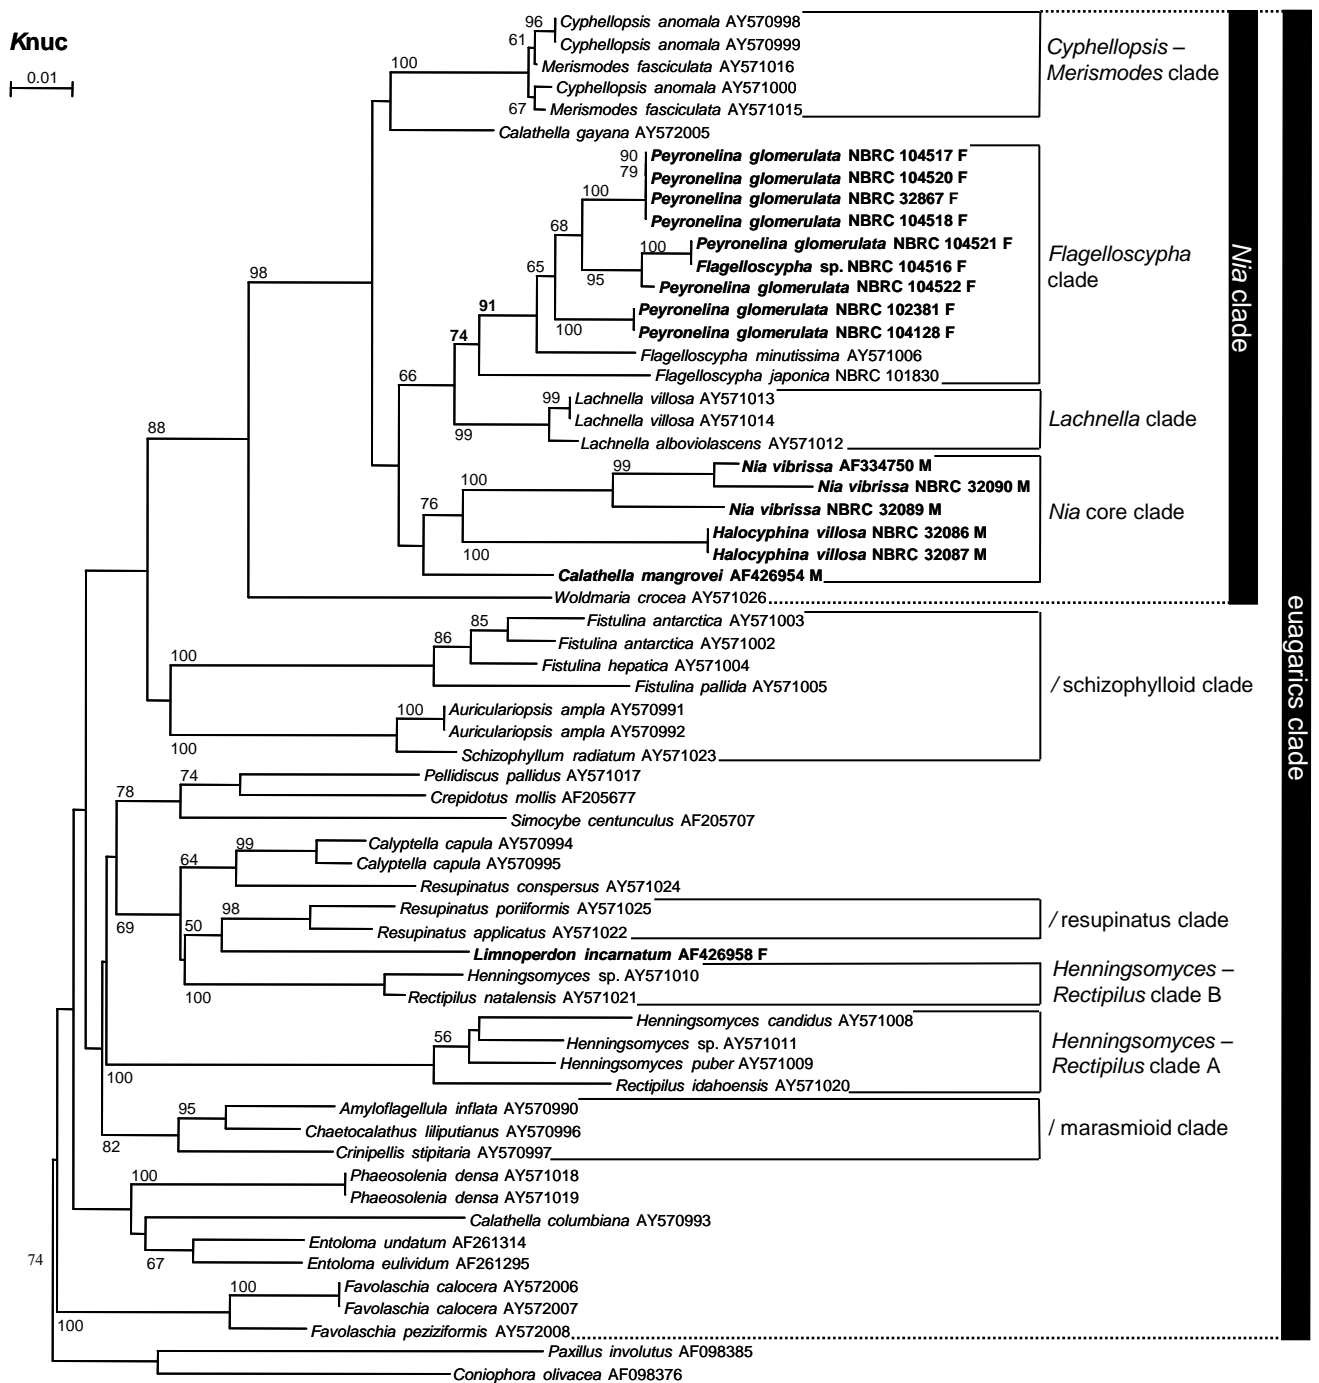 Knuc
0.01
96
Cyphellopsis anomala AY570998
61
Cyphellopsis anomala AY570999
Merismodes fasciculata AY571016
100
Cyphellopsis anomala AY571000
67
Merismodes fasciculata AY571015
Cyphellopsis –
Merismodes clade
Calathella gayana AY572005
90
Peyronelina glomerulata NBRC 104517 F
79
Peyronelina glomerulata NBRC 104520 F
100
Peyronelina glomerulata NBRC 32867 F
Peyronelina glomerulata NBRC 104518 F
68
100
Peyronelina glomerulata NBRC 104521 F
Flagelloscypha sp. NBRC 104516 F
65
95
Peyronelina glomerulata NBRC 104522 F
98
91
Peyronelina glomerulata NBRC 102381 F
100
Peyronelina glomerulata NBRC 104128 F
74
Flagelloscypha minutissima AY571006
66
Flagelloscypha japonica NBRC 101830
Flagelloscypha
clade
Nia clade
99
Lachnella villosa AY571013
Lachnella villosa AY571014
99
Lachnella alboviolascens AY571012
Lachnella clade
88
99
Nia vibrissa AF334750 M
100
Nia vibrissa NBRC 32090 M
76
Nia vibrissa NBRC 32089 M
Nia core clade
Halocyphina villosa NBRC 32086 M
100
Halocyphina villosa NBRC 32087 M
Calathella mangrovei AF426954 M
Woldmaria crocea AY571026
euagarics clade
85
Fistulina antarctica AY571003
86
Fistulina antarctica AY571002
100
Fistulina hepatica AY571004
Fistulina pallida AY571005
/ schizophylloid clade
100
Auriculariopsis ampla AY570991
Auriculariopsis ampla AY570992
100
Schizophyllum radiatum AY571023
74
Pellidiscus pallidus AY571017
78
Crepidotus mollis AF205677
Simocybe centunculus AF205707
99
Calyptella capula AY570994
64
Calyptella capula AY570995
Resupinatus conspersus AY571024
98
Resupinatus poriiformis AY571025
69
50
Resupinatus applicatus AY571022
/ resupinatus clade
Limnoperdon incarnatum AF426958 F
Henningsomyces sp. AY571010
100
Rectipilus natalensis AY571021
Henningsomyces –
Rectipilus clade B
Henningsomyces candidus AY571008
56
Henningsomyces sp. AY571011
Henningsomyces puber AY571009
100
Rectipilus idahoensis AY571020
Henningsomyces –
Rectipilus clade A
95
Amyloflagellula inflata AY570990
Chaetocalathus liliputianus AY570996
82
Crinipellis stipitaria AY570997
/ marasmioid clade
100
Phaeosolenia densa AY571018
Phaeosolenia densa AY571019
Calathella columbiana AY570993
Entoloma undatum AF261314
67
Entoloma eulividum AF261295
74
100
Favolaschia calocera AY572006
Favolaschia calocera AY572007
100
Favolaschia peziziformis AY572008
Paxillus involutus AF098385
Coniophora olivacea AF098376